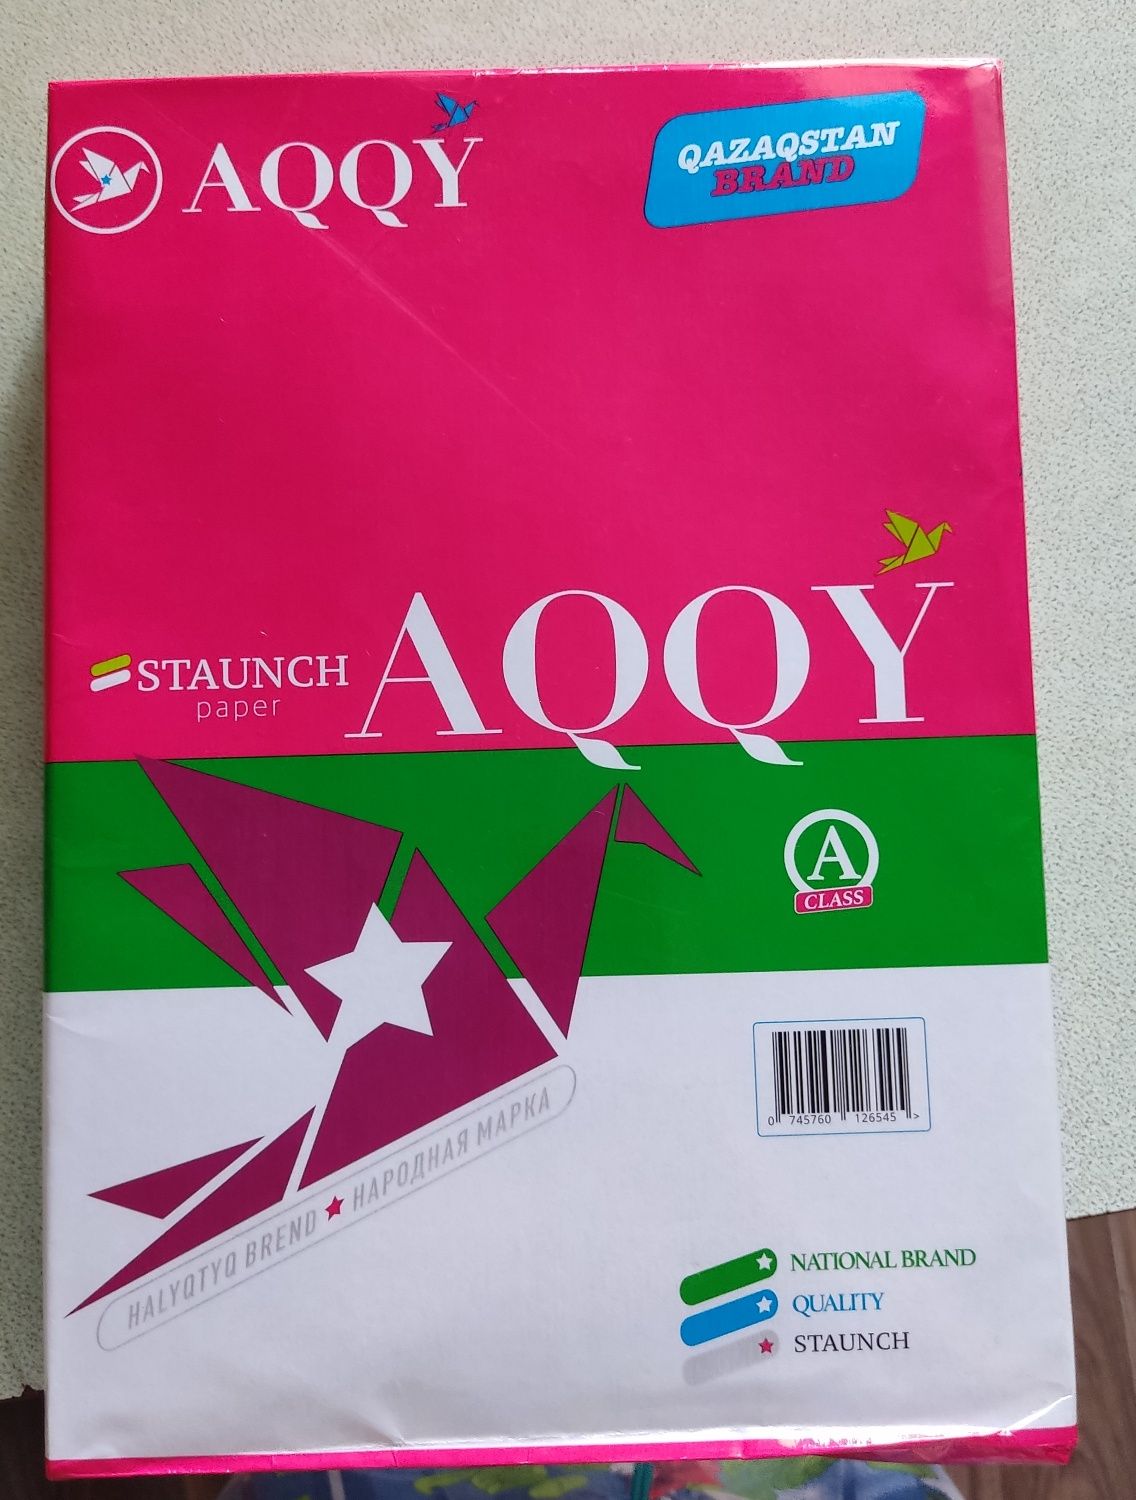 AQQY
QAZAQSTAN
BRAND
STAUNCH
paper
AQQY
A
CLASS
0 745760 126545 >
HALYQTYQ BREND ★ НАРОДНАЯ МАРКА
NATIONAL BRAND
QUALITY
STAUNCH